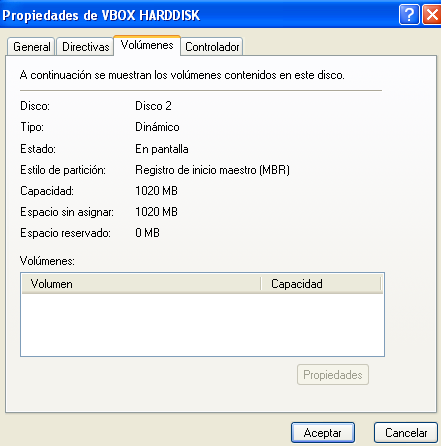 Propiedades de VBOX HARDDISK
General Directivas Volúmenes Controlador
A continuación se muestran los volúmenes contenidos en este disco.
Disco: Disco 2
Tipo: Dinámico
Estado: En pantalla
Estilo de partición: Registro de inicio maestro (MBR)
Capacidad: 1020 MB
Espacio sin asignar: 1020 MB
Espacio reservado: 0 MB
Volúmenes:
Volumen Capacidad
Propiedades
Aceptar Cancelar